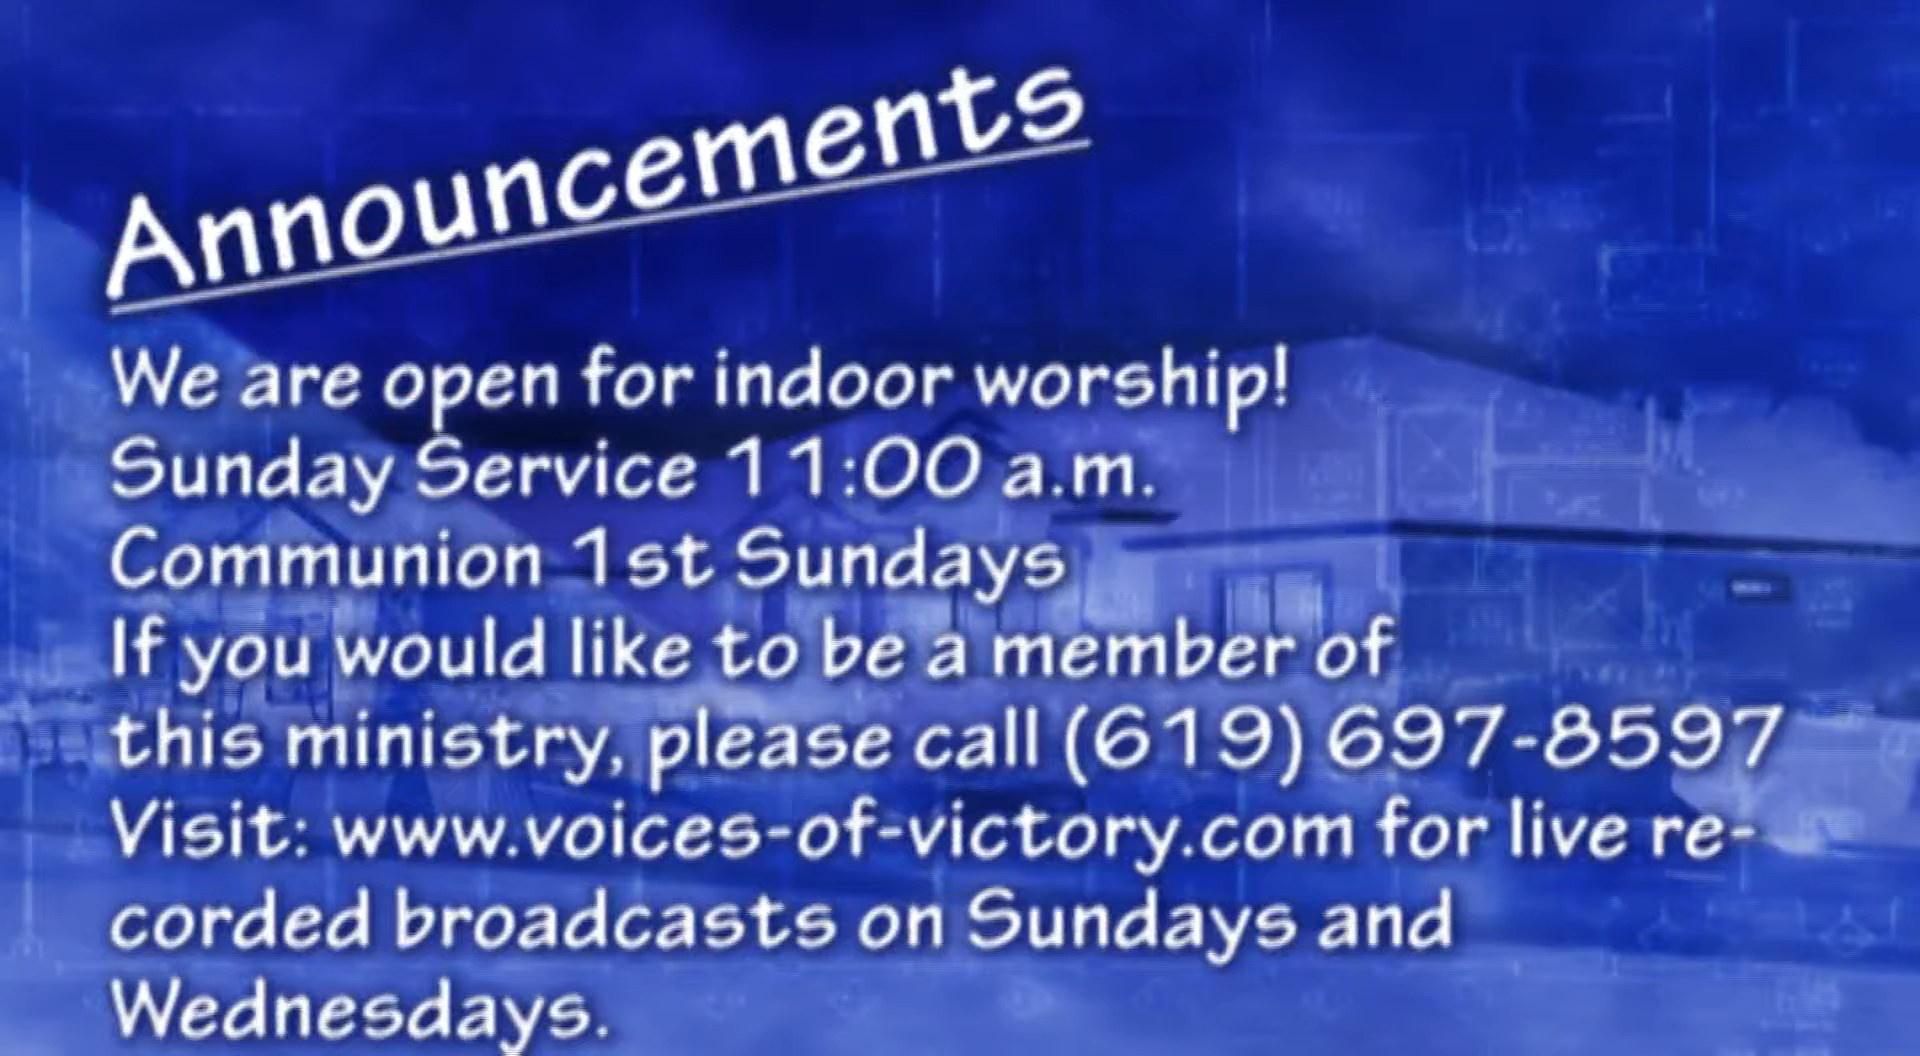 Announcements
We are open for indoor worship!
Sunday Service 11:00 a.m.
Communion 1st Sundays
If you would like to be a member of
this ministry, please call (619) 697-8597
Visit: www.voices-of-victory.com for live re-
corded broadcasts on Sundays and
Wednesdays.